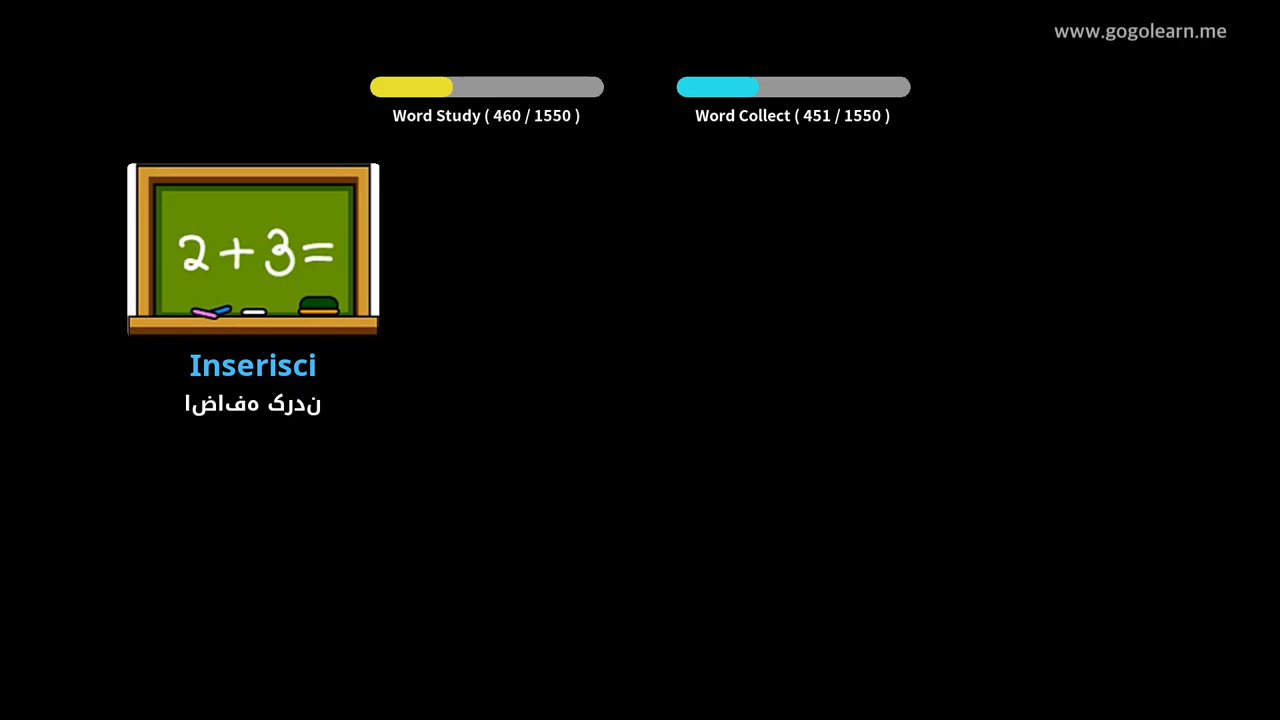 www.gogolearn.me
Word Study ( 460 / 1550 )
Word Collect ( 451 / 1550 )
2+3=
Inserisci
اضافه کردن